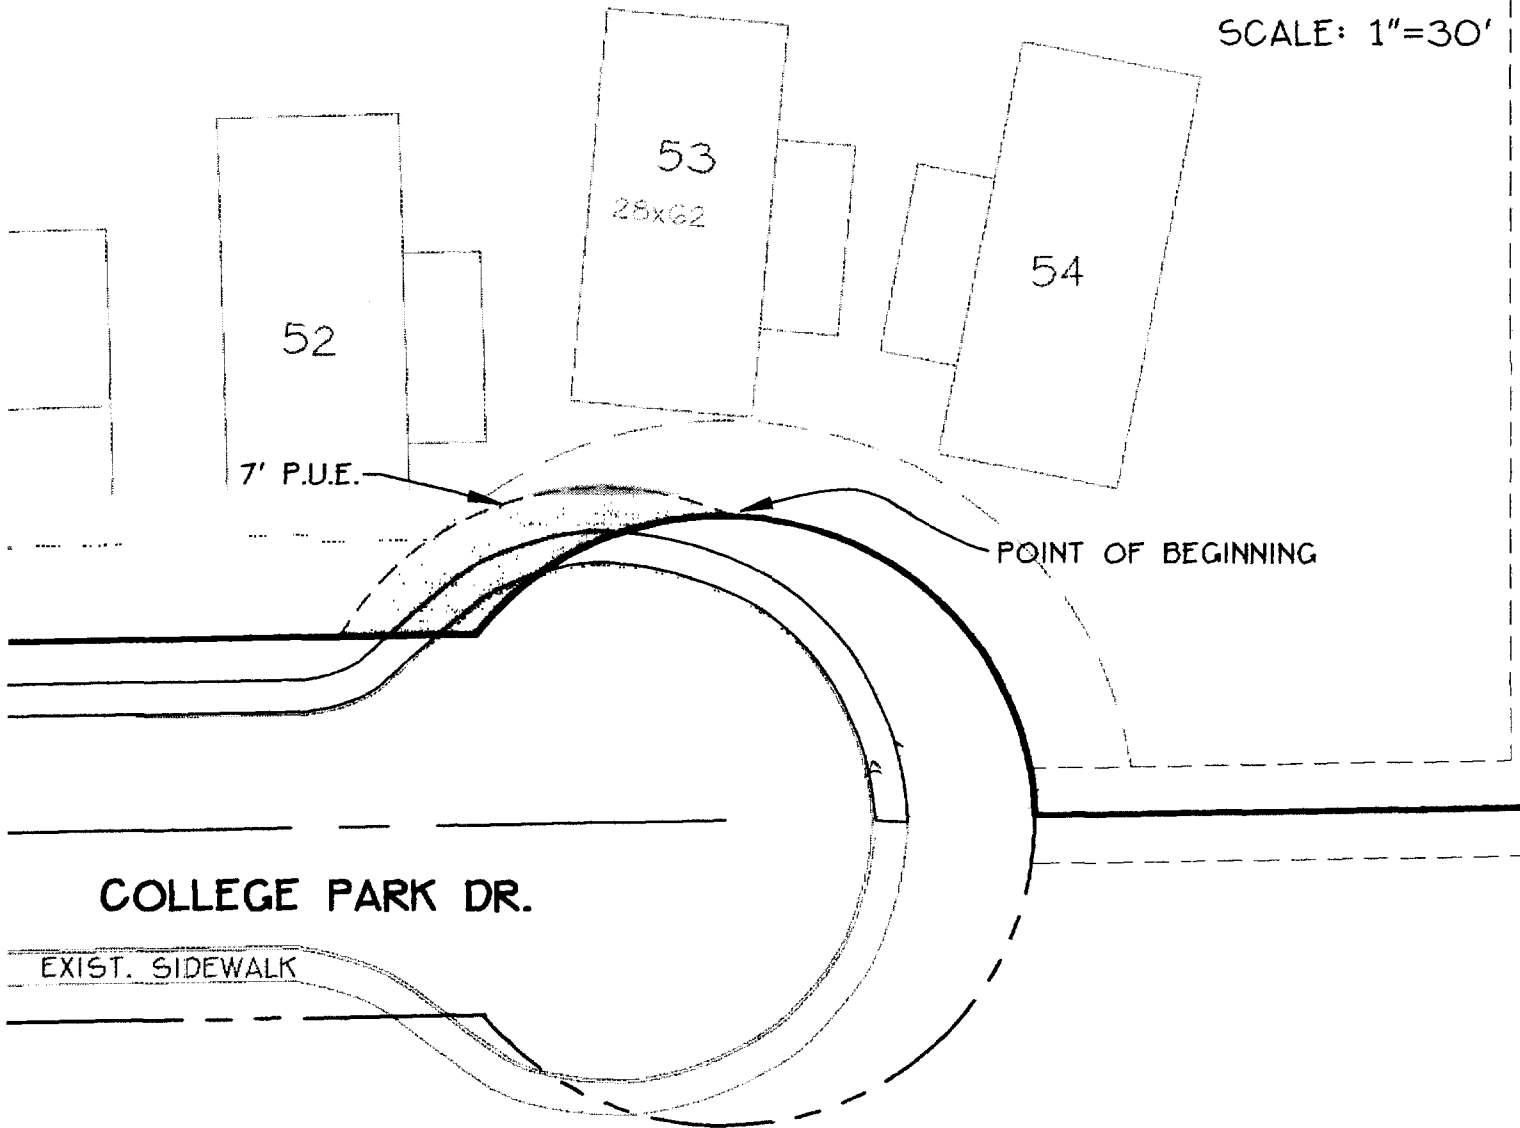 SCALE: 1"=30'
53
28x62
54
52
7' P.U.E.
POINT OF BEGINNING
COLLEGE PARK DR.
EXIST. SIDEWALK